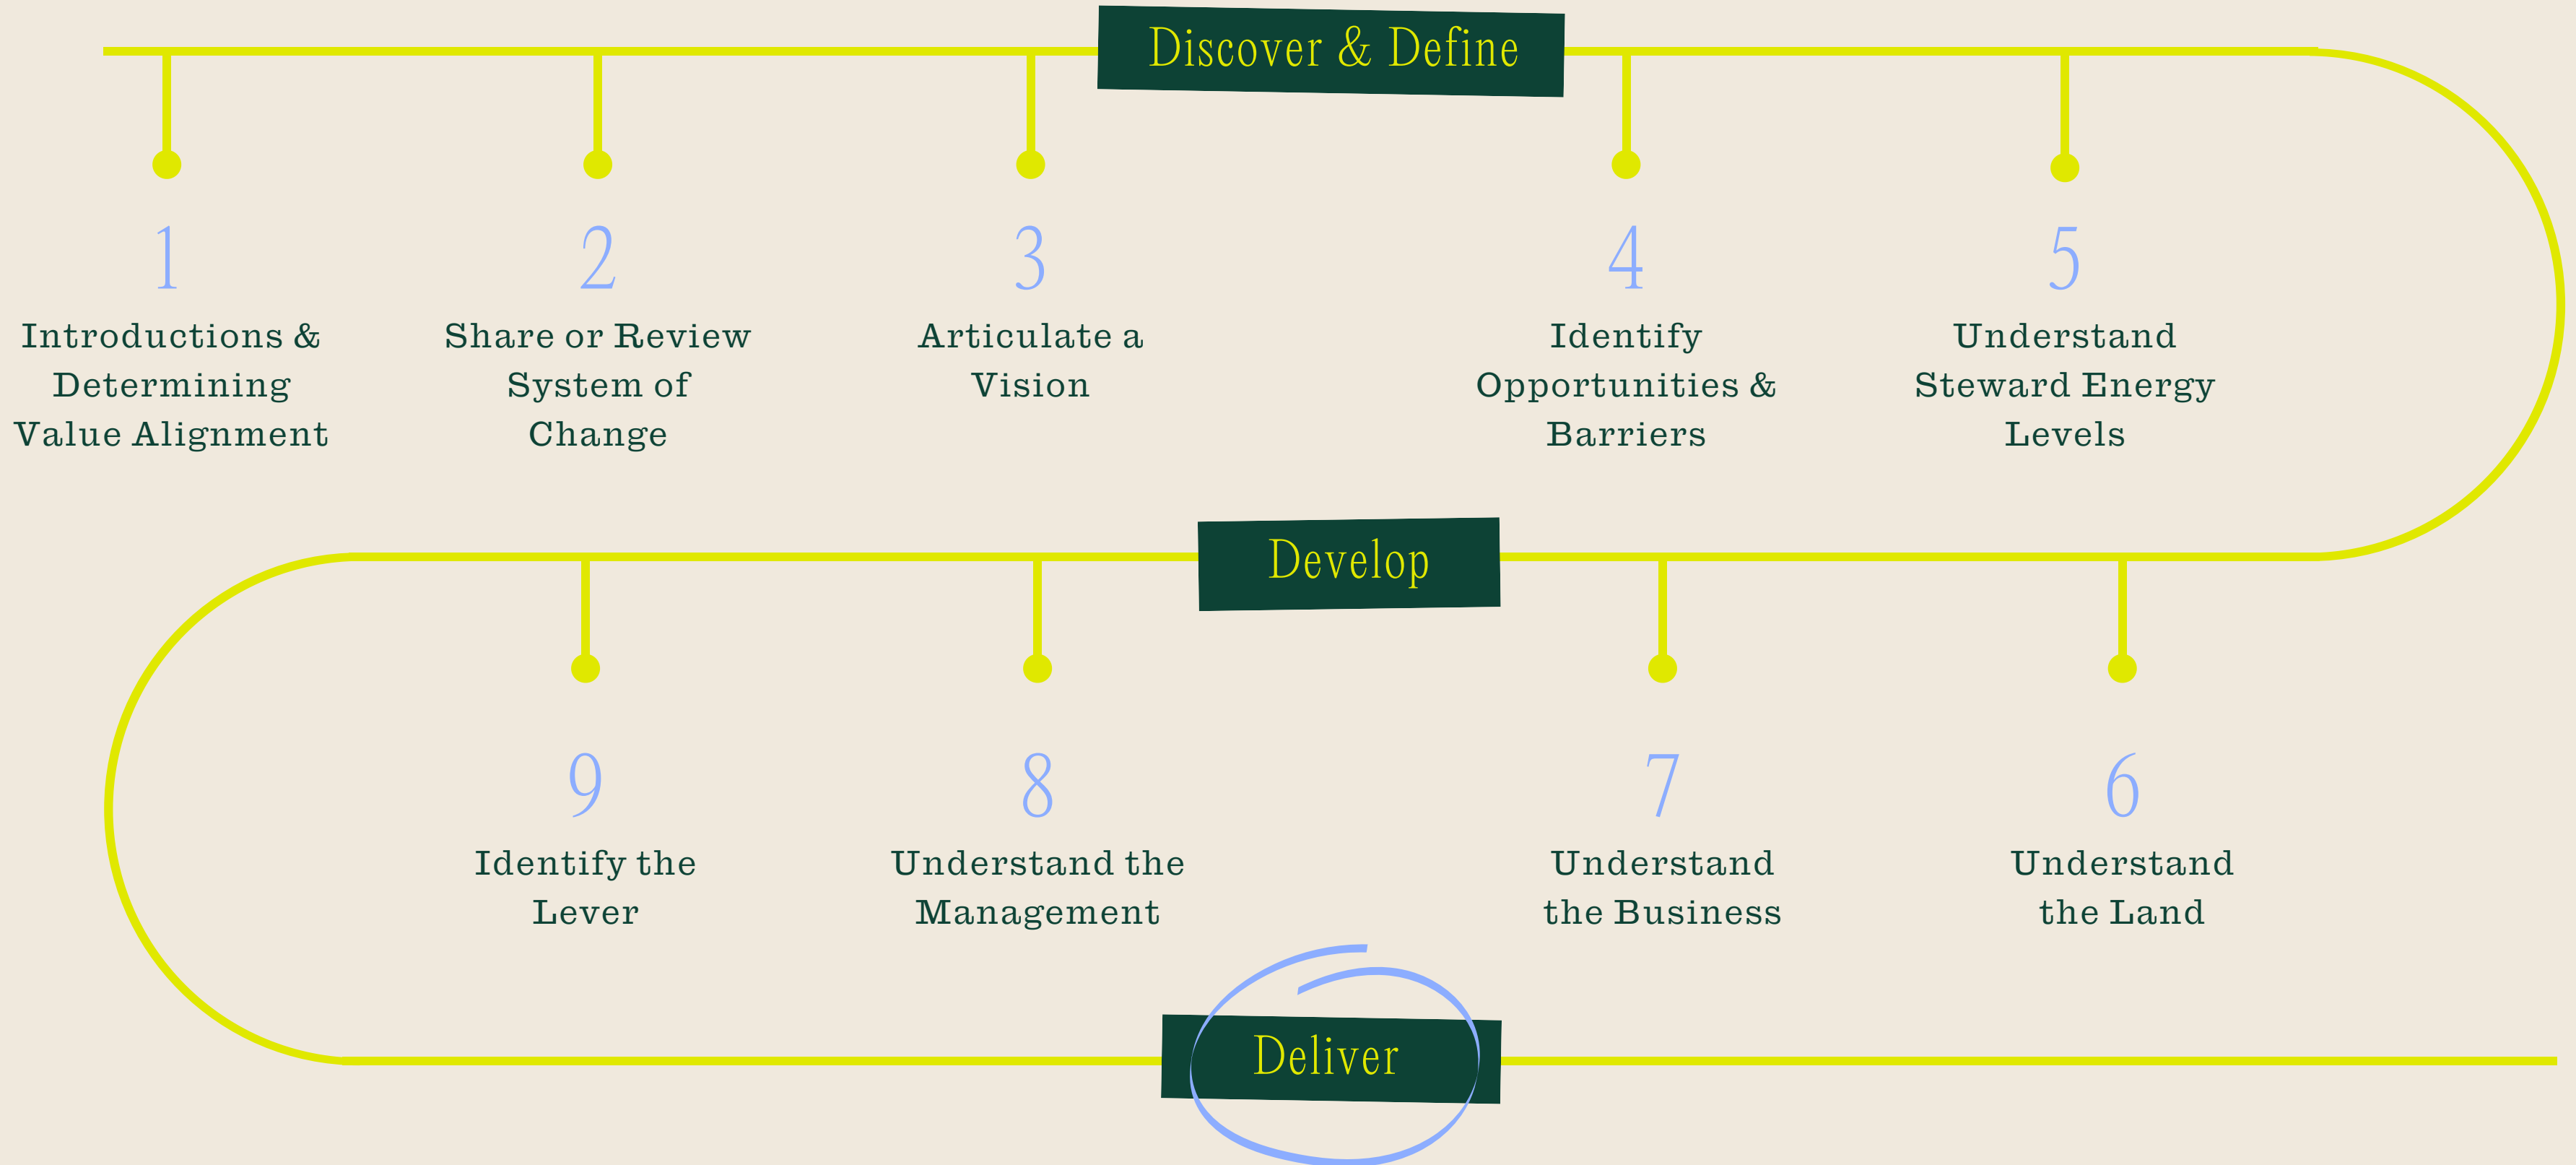 Discover & Define
1
Introductions &
Determining
Value Alignment
2
Share or Review
System of
Change
3
Articulate a
Vision
4
Identify
Opportunities &
Barriers
5
Understand
Steward Energy
Levels
Develop
6
Understand
the Land
7
Understand
the Business
8
Understand the
Management
9
Identify the
Lever
Deliver